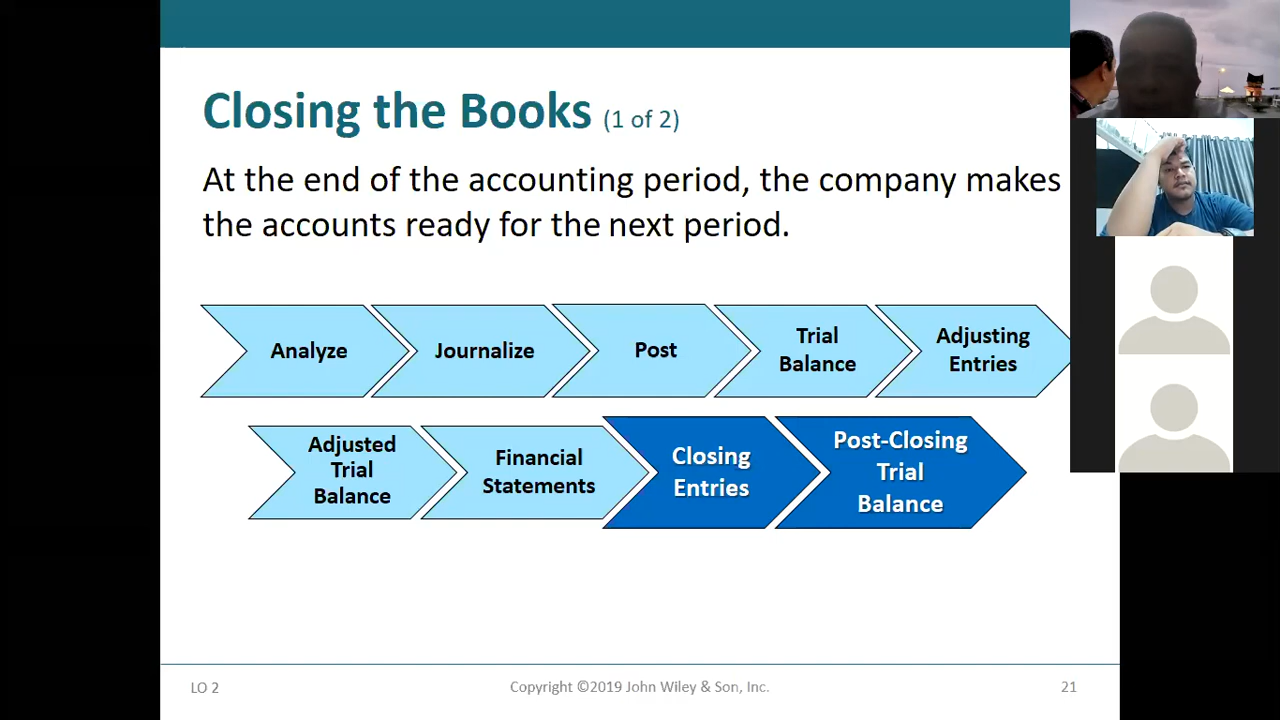 Closing the Books (1 of 2)
At the end of the accounting period, the company makes
the accounts ready for the next period.
Analyze
Journalize
Post
Trial
Balance
Adjusting
Entries
Adjusted
Trial
Balance
Financial
Statements
Closing
Entries
Post-Closing
Trial
Balance
LO 2
Copyright ©2019 John Wiley & Son, Inc.
21